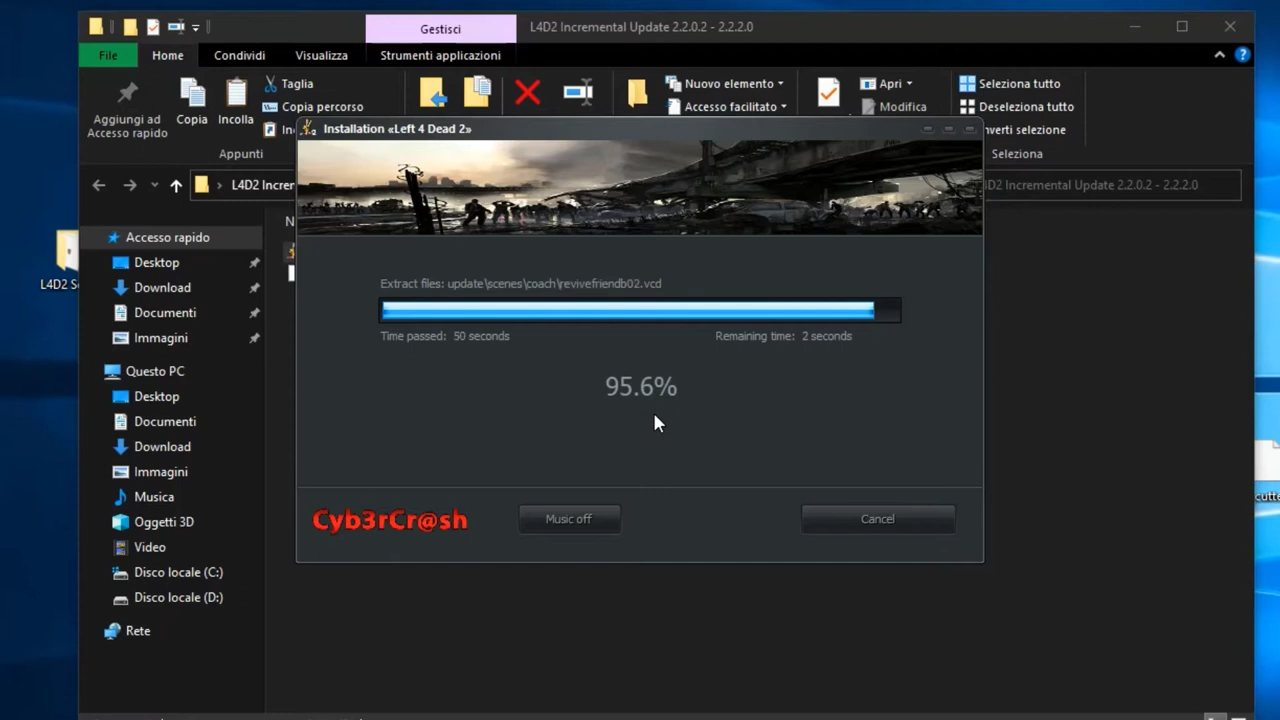 Gestisci
L4D2 Incremental Update 2.2.0.2 - 2.2.2.0
File
Home
Condividi
Visualizza
Strumenti applicazioni
Aggiungi ad
Accesso rapido
Copia
Incolla
Taglia
Copia percorso
Appunti
Nuovo elemento
Accesso facilitato
Apri
Modifica
Seleziona tutto
Deseleziona tutto
nverti selezione
Seleziona
L4D2 Increr
D2 Incremental Update 2.2.0.2 - 2.2.2.0
Installation «Left 4 Dead 2»
Extract files: update\scenes\coach\revivefriendb02.vcd
Time passed: 50 seconds
Remaining time: 2 seconds
95.6%
Cyb3rCr@sh
Music off
Cancel
L4D2 S
Accesso rapido
Desktop
Download
Documenti
Immagini
Questo PC
Desktop
Documenti
Download
Immagini
Musica
Oggetti 3D
Video
Disco locale (C:)
Disco locale (D:)
Rete